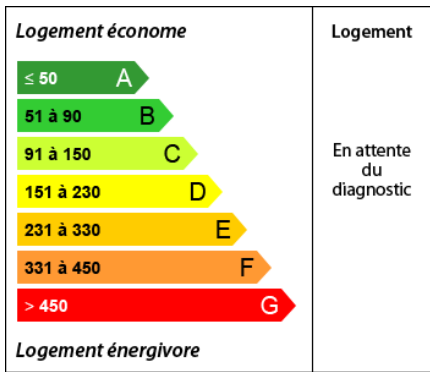 Logement économe
≤ 50 A
51 à 90 B
91 à 150 C
151 à 230 D
231 à 330 E
331 à 450 F
> 450 G
Logement énergivore
Logement
En attente
du
diagnostic